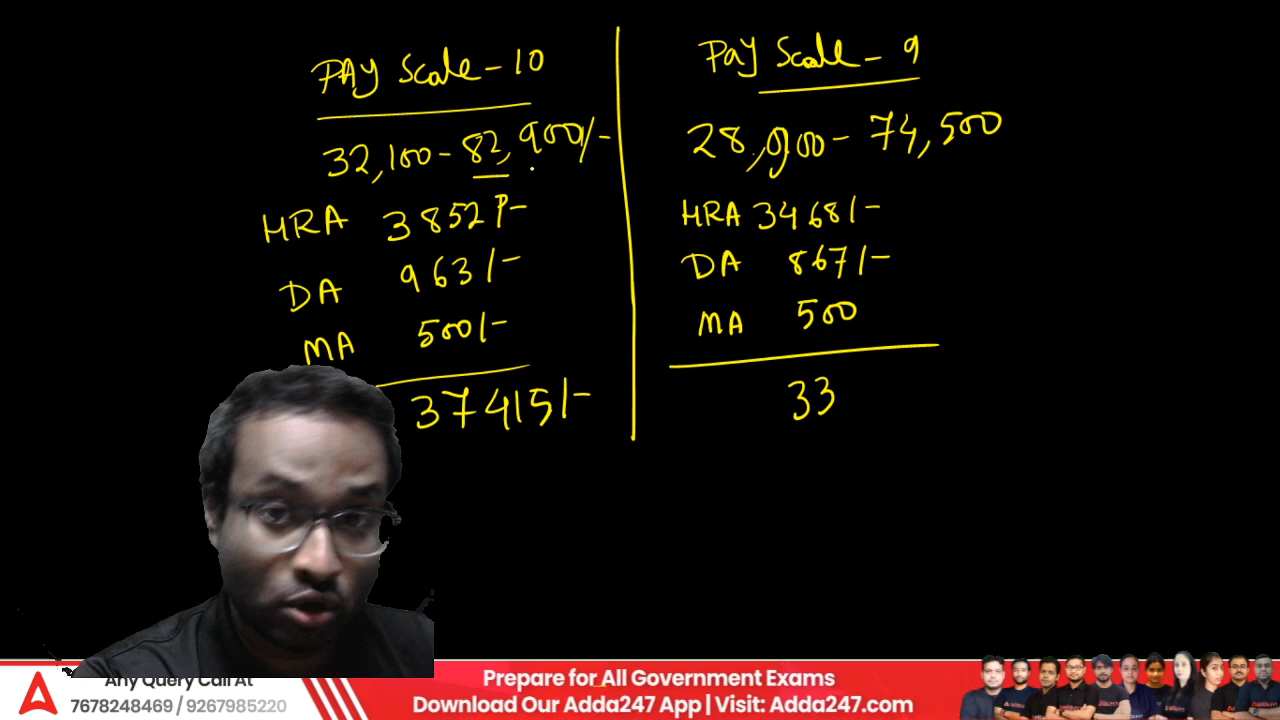 PAY Scale - 10
32,100 - 82,900/-
HRA 3852/-
DA 963/-
MA 500/-
37415/-
Pay Scale - 9
28,900 - 74,500
HRA 3468/-
DA 867/-
MA 500
33
Any Query Call At
7678248469 / 9267985220
Prepare for All Government Exams
Download Our Adda247 App | Visit: Adda247.com